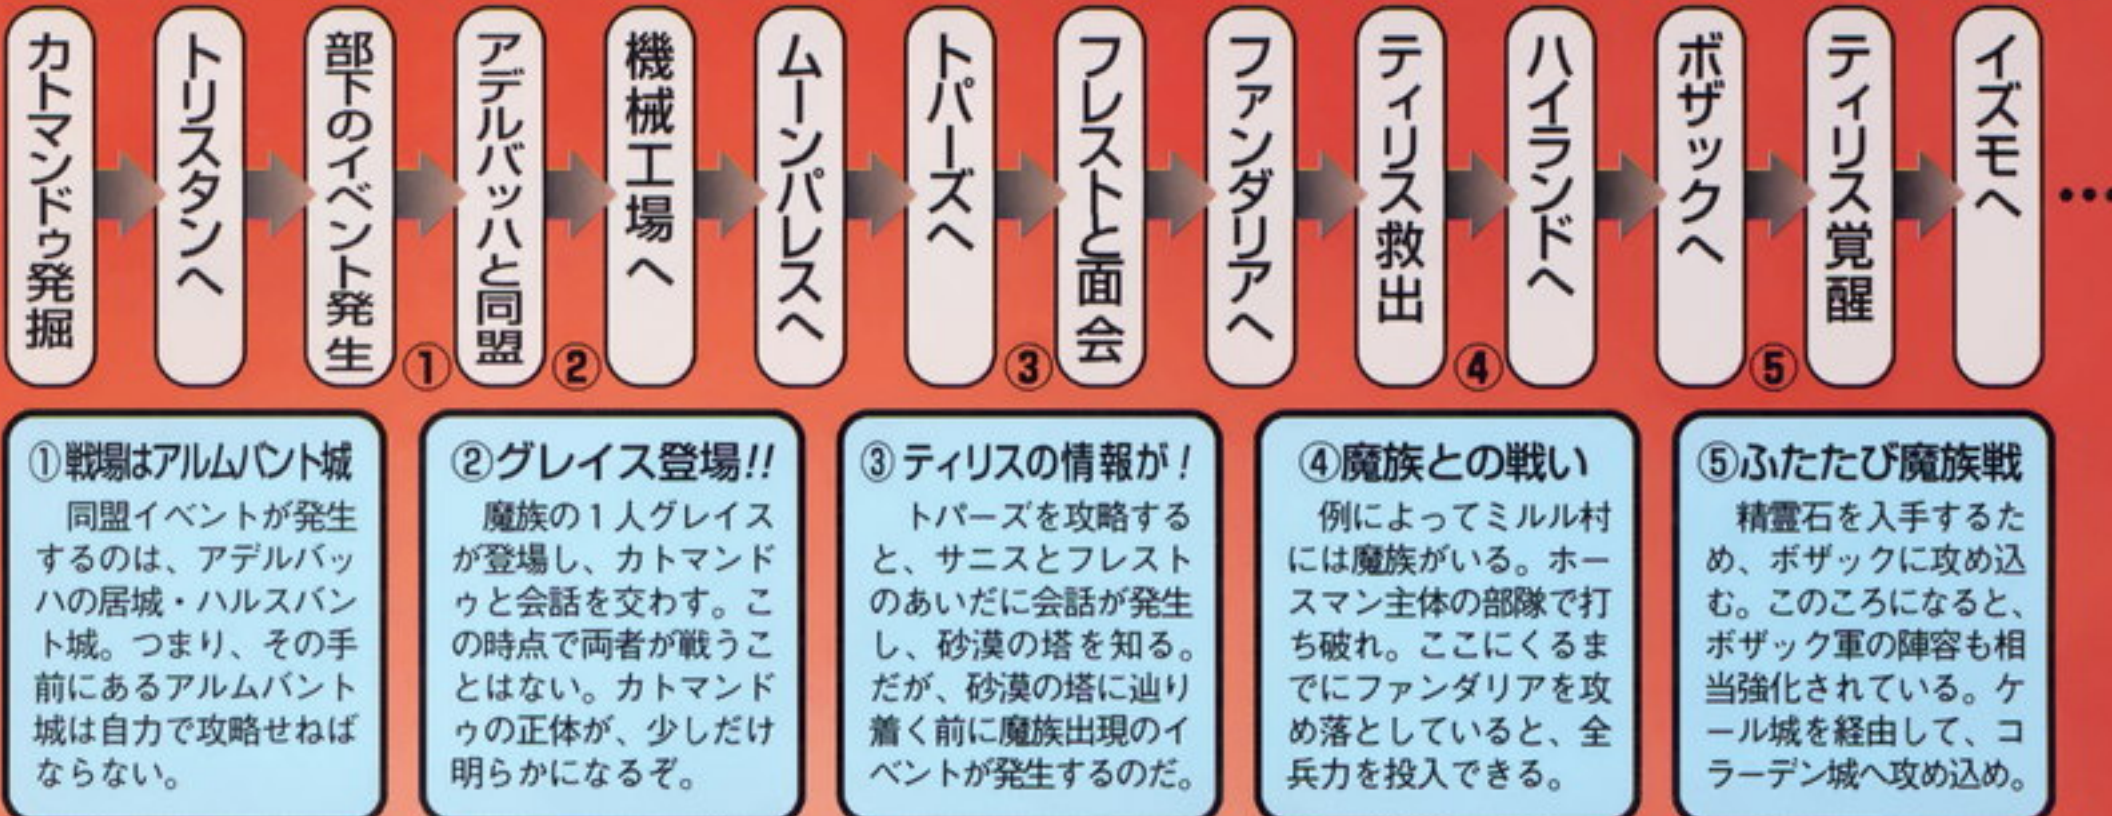 カトマンドゥ発掘
トリスタンへ
部下のイベント発生
①
アデルバッハと同盟
②
機械工場へ
ムーンパレスへ
トパーズへ
③
フレストと面会
ファンダリアへ
ティリス救出
④
ハイランドへ
ボザックへ
⑤
ティリス覚醒
イズモへ
…
①戦場はアルムバント城
同盟イベントが発生
するのは、アデルバッ
ハの居城・ハルスバン
ト城。つまり、その手
前にあるアルムバント
城は自力で攻略せねば
ならない。
②グレイス登場!!
魔族の1人グレイス
が登場し、カトマンド
ゥと会話を交わす。こ
の時点で両者が戦うこ
とはない。カトマンド
ゥの正体が、少しだけ
明らかになるぞ。
③ティリスの情報が!
トパーズを攻略する
と、サニスとフレスト
のあいだに会話が発生
し、砂漠の塔を知る。
だが、砂漠の塔に辿り
着く前に魔族出現のイ
ベントが発生するのだ。
④魔族との戦い
例によってミルル村
には魔族がいる。ホー
スマン主体の部隊で打
ち破れ。ここにくるま
でにファンダリアを攻
め落としていると、全
兵力を投入できる。
⑤ふたたび魔族戦
精霊石を入手するた
め、ボザックに攻め込
む。このころになると、
ボザック軍の陣容も相
当強化されている。ケ
ール城を経由して、コ
ラーデン城へ攻め込め。